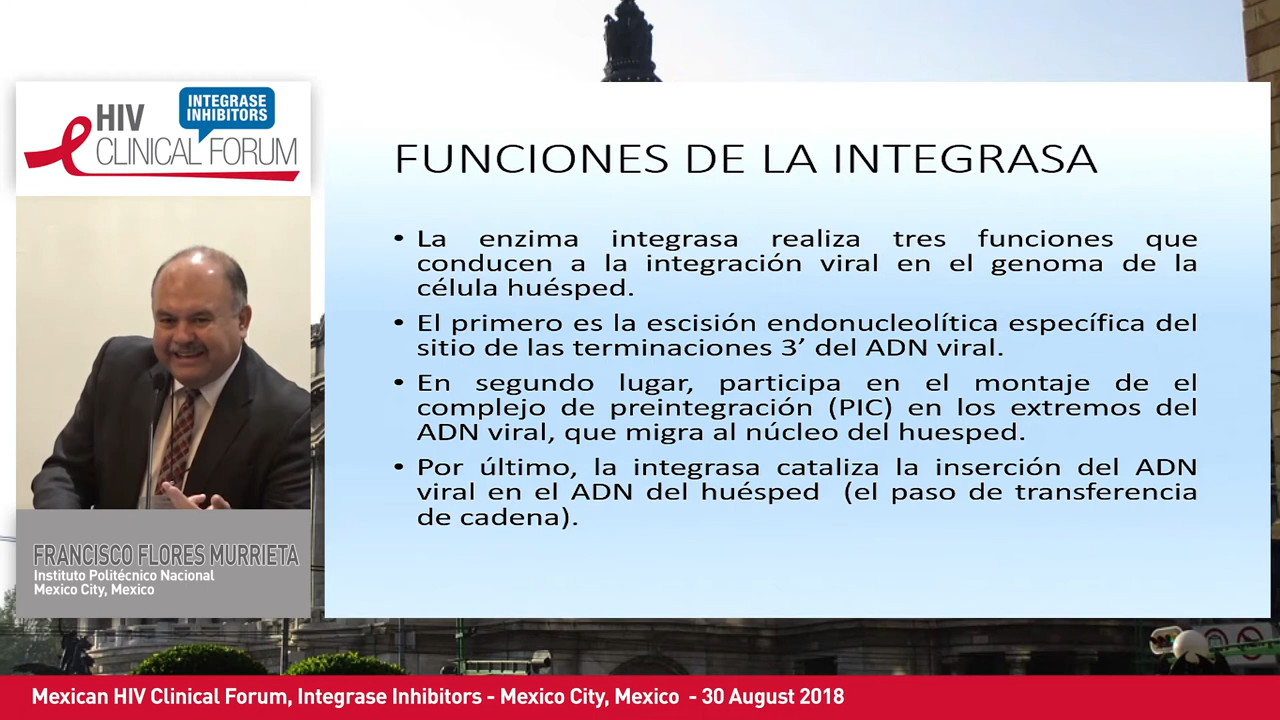 INTEGRASE
INHIBITORS
HIV
CLINICAL FORUM
FUNCIONES DE LA INTEGRASA
• La enzima integrasa realiza tres funciones que
conducen a la integración viral en el genoma de la
célula huésped.
• El primero es la escisión endonucleolítica específica del
sitio de las terminaciones 3’ del ADN viral.
• En segundo lugar, participa en el montaje de el
complejo de preintegración (PIC) en los extremos del
ADN viral, que migra al núcleo del huesped.
• Por último, la integrasa cataliza la inserción del ADN
viral en el ADN del huésped (el paso de transferencia
de cadena).
FRANCISCO FLORES MURRIETA
Instituto Politécnico Nacional
Mexico City, Mexico
Mexican HIV Clinical Forum, Integrase Inhibitors - Mexico City, Mexico - 30 August 2018